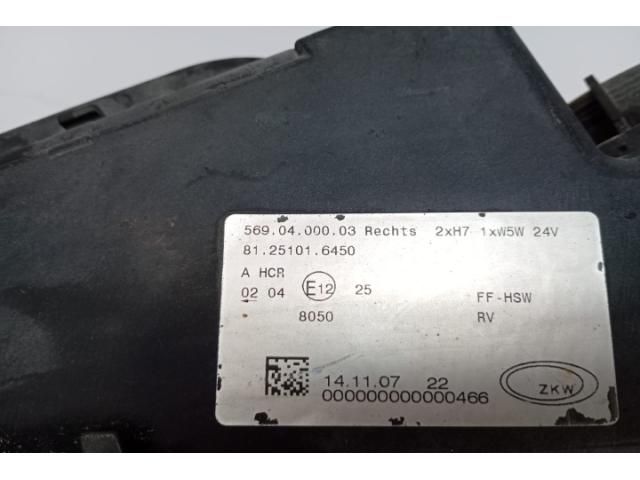 569.04.000.03 Rechts 2xH7 1xW5W 24V
81.25101.6450
A HCR
02 04 E12 25 FF-HSW
8050 RV
14.11.07 22
000000000000466
ZKW